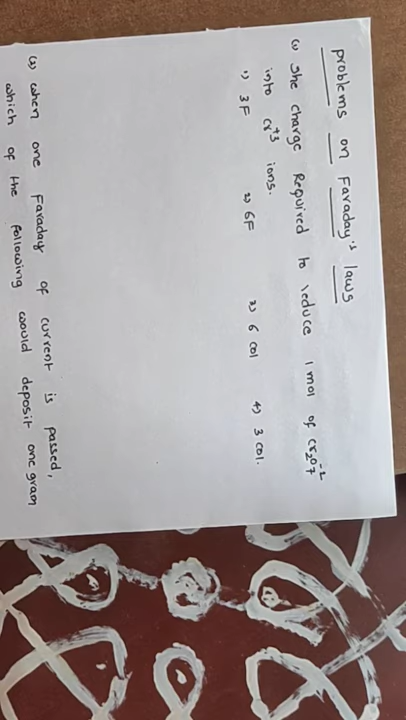 problems on Faraday's laws
(1) The charge Required to reduce 1 mol of Cr₂O₇⁻²
into Cr⁺³ ions.
1) 3F 2) 6F 3) 6 col 4) 3 col.
(2) when one Faraday of current is passed,
which of the following would deposit one gram